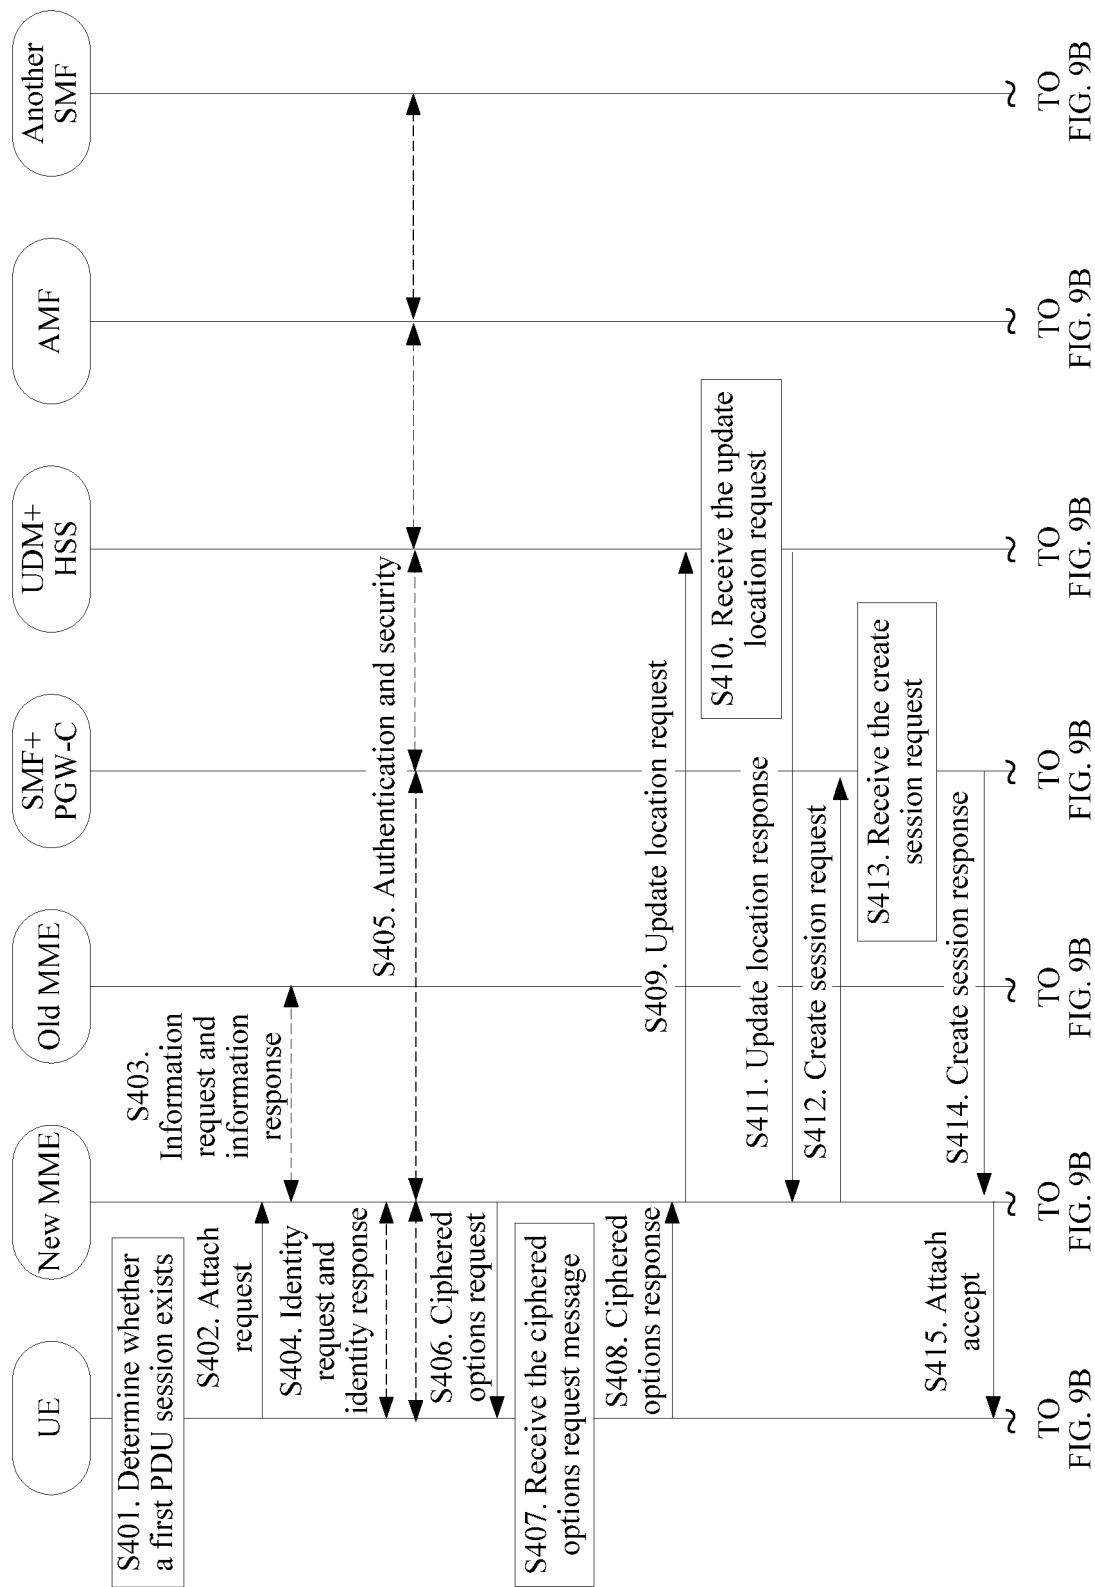 UE
New MME
Old MME
SMF+
PGW-C
UDM+
HSS
AMF
Another
SMF
S401. Determine whether
a first PDU session exists
S402. Attach
request
S403.
Information
request and
information
response
S404. Identity
request and
identity response
S405. Authentication and security
S406. Ciphered
options request
S407. Receive the ciphered
options request message
S408. Ciphered
options response
S409. Update location request
S410. Receive the update
location request
S411. Update location response
S412. Create session request
S413. Receive the create
session request
S414. Create session response
S415. Attach
accept
TO
FIG. 9B
TO
FIG. 9B
TO
FIG. 9B
TO
FIG. 9B
TO
FIG. 9B
TO
FIG. 9B
TO
FIG. 9B